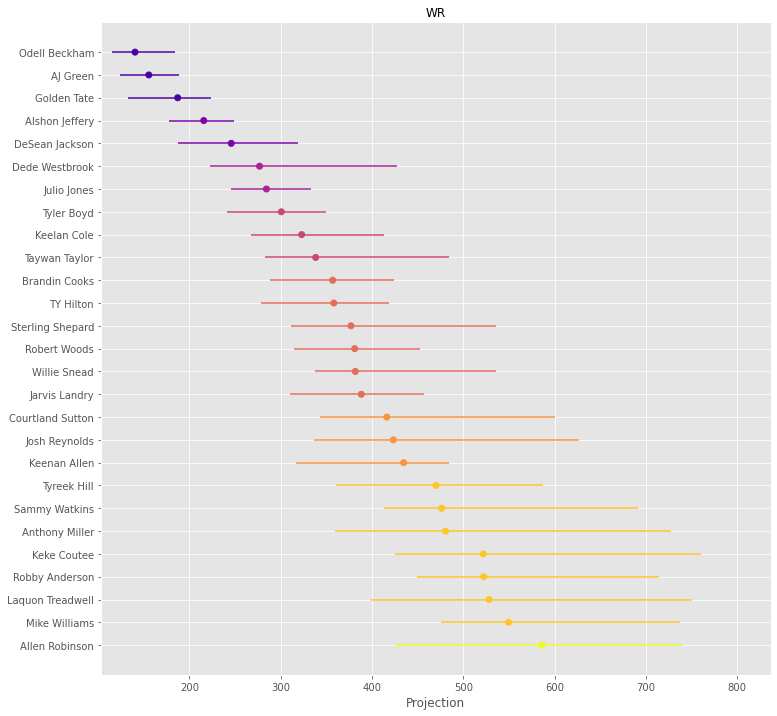 WR
Odell Beckham
AJ Green
Golden Tate
Alshon Jeffery
DeSean Jackson
Dede Westbrook
Julio Jones
Tyler Boyd
Keelan Cole
Taywan Taylor
Brandin Cooks
TY Hilton
Sterling Shepard
Robert Woods
Willie Snead
Jarvis Landry
Courtland Sutton
Josh Reynolds
Keenan Allen
Tyreek Hill
Sammy Watkins
Anthony Miller
Keke Coutee
Robby Anderson
Laquon Treadwell
Mike Williams
Allen Robinson
200 300 400 500 600 700 800
Projection